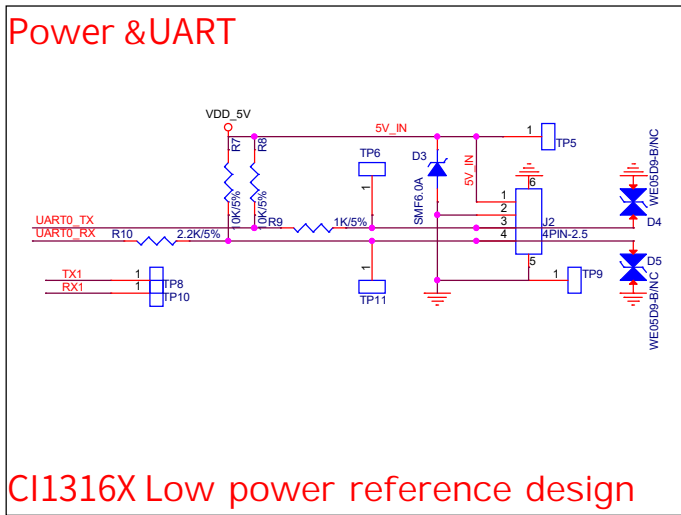 Power &UART
VDD_5V
R7
R8
10K/5%
10K/5%
5V_IN
5V_IN
1
TP5
TP6
1
D3
SMF6.0A
WE05D9-B/NC
D4
6
1
2
3
4
J2
4PIN-2.5
5
UART0_TX
UART0_RX
R9
1K/5%
R10
2.2K/5%
D5
WE05D9-B/NC
TX1
RX1
1
1
TP8
TP10
1
TP11
1
TP9
CI1316X Low power reference design